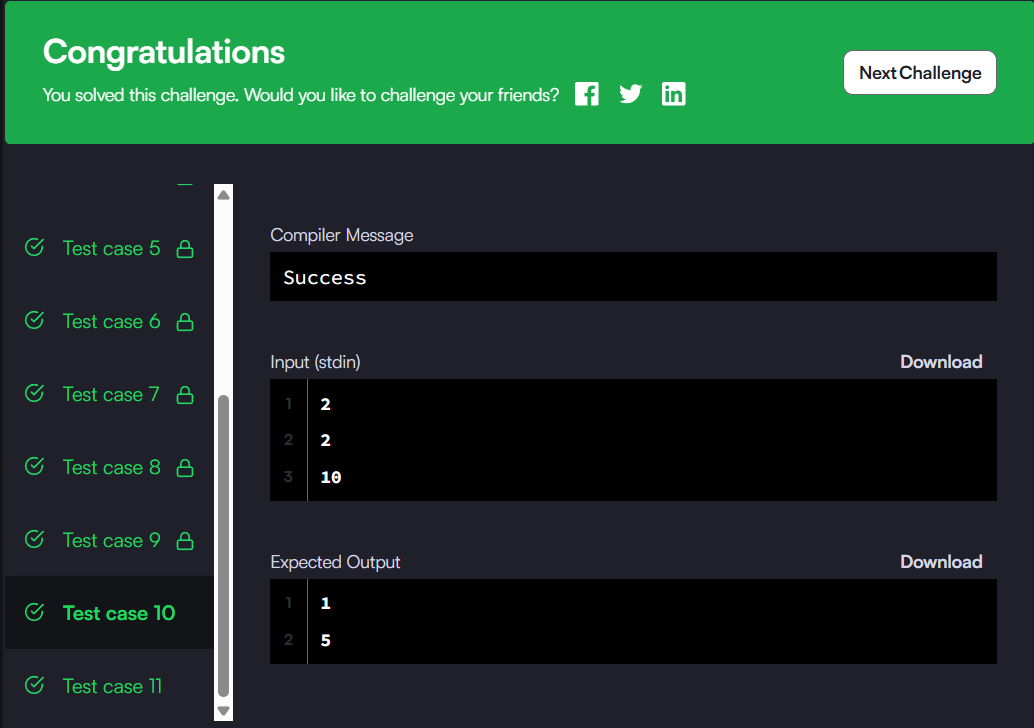 Congratulations
You solved this challenge. Would you like to challenge your friends?
Next Challenge
Test case 5
Test case 6
Test case 7
Test case 8
Test case 9
Test case 10
Test case 11
Compiler Message
Success
Input (stdin)
Download
1 2
2 2
3 10
Expected Output
Download
1 1
2 5